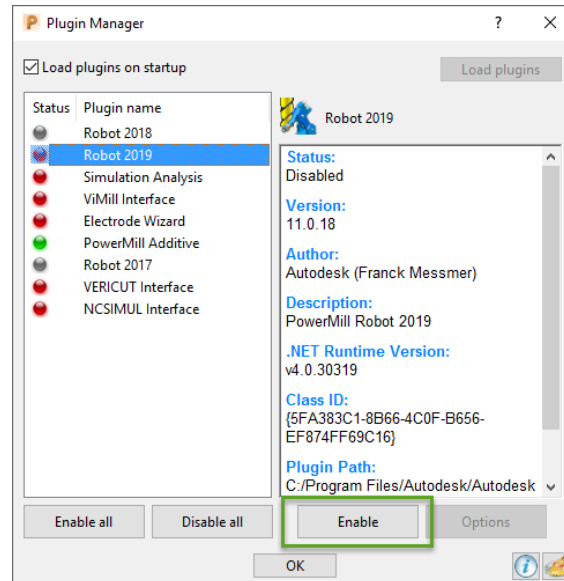 Plugin Manager
Load plugins on startup
Load plugins
Status Plugin name
Robot 2018
Robot 2019
Simulation Analysis
ViMill Interface
Electrode Wizard
PowerMill Additive
Robot 2017
VERICUT Interface
NCSIMUL Interface
Robot 2019
Status:
Disabled
Version:
11.0.18
Author:
Autodesk (Franck Messmer)
Description:
PowerMill Robot 2019
.NET Runtime Version:
v4.0.30319
Class ID:
{5FA383C1-8B66-4C0F-B656-
EF874FF69C16}
Plugin Path:
C:/Program Files/Autodesk/Autodesk
Enable all
Disable all
Enable
Options
OK